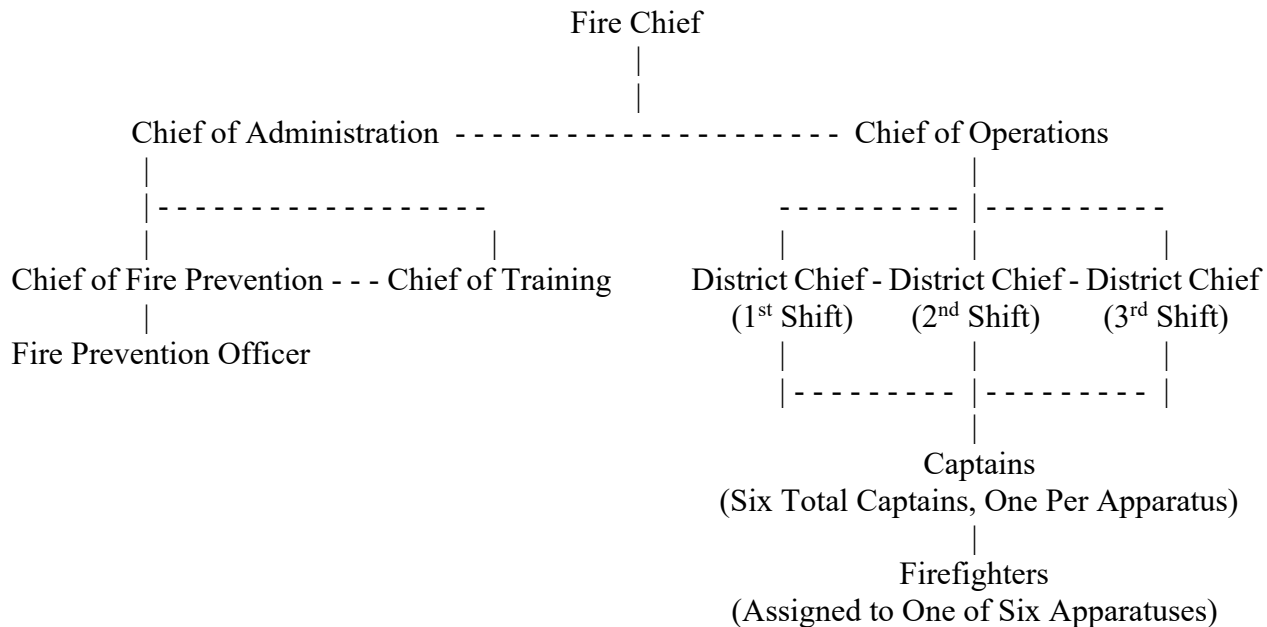 Fire Chief
Chief of Administration - - - - - - - - - - - - - - - - - - - - - Chief of Operations
Chief of Fire Prevention - - - Chief of Training
District Chief - District Chief - District Chief
(1st Shift) (2nd Shift) (3rd Shift)
Fire Prevention Officer
Captains
(Six Total Captains, One Per Apparatus)
Firefighters
(Assigned to One of Six Apparatuses)